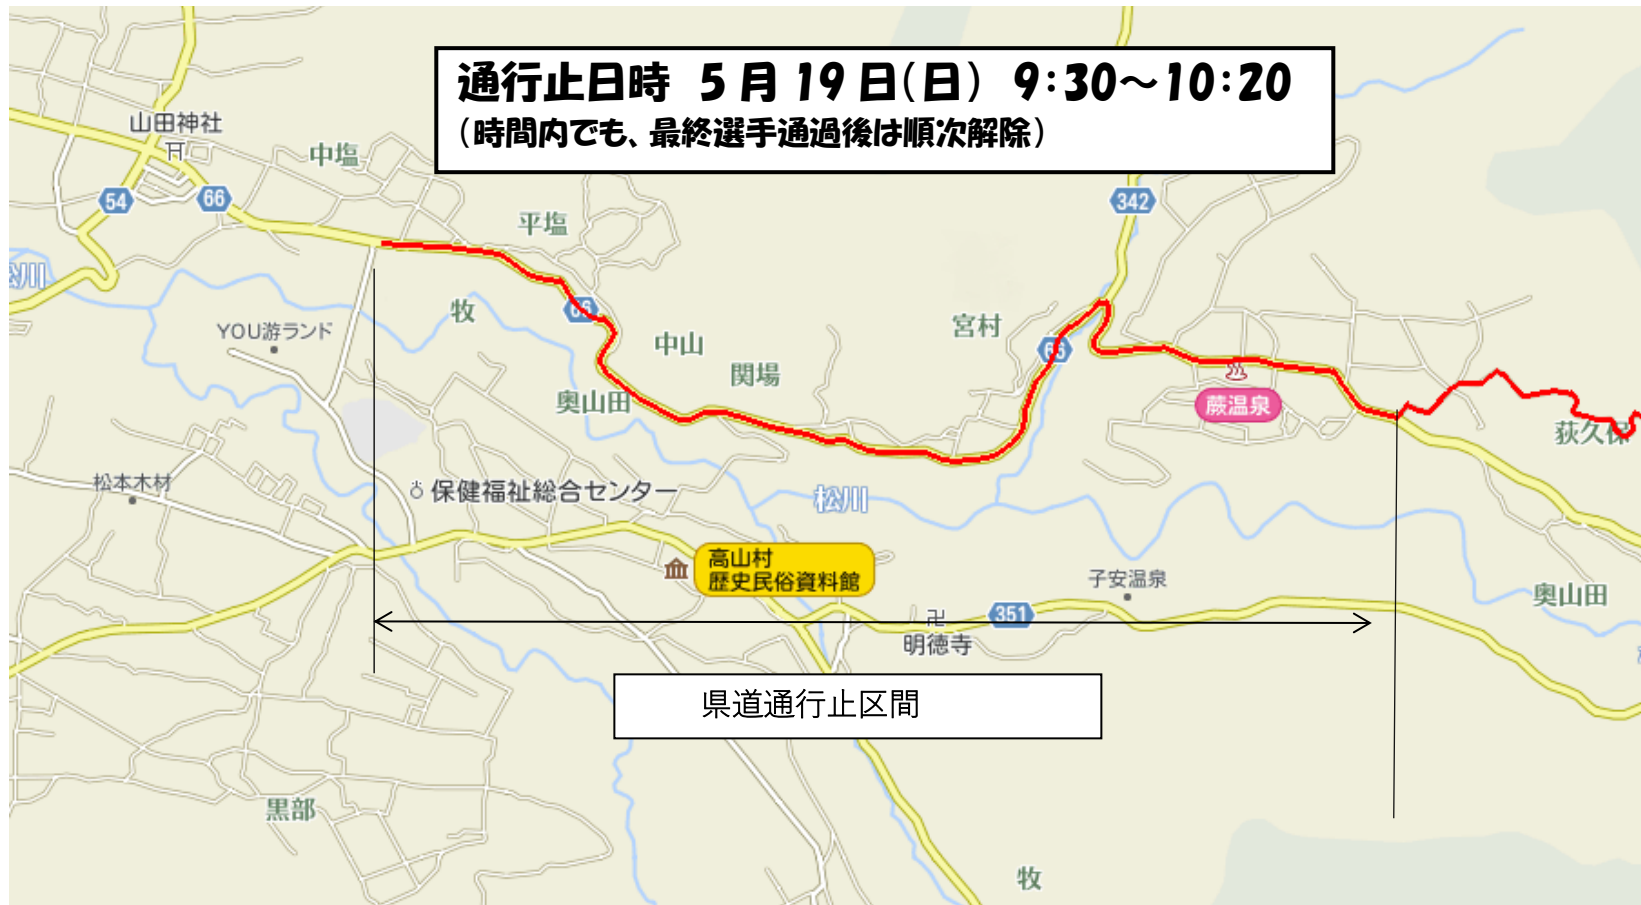 通行止日時 5月19日(日) 9:30～10:20
(時間内でも、最終選手通過後は順次解除)
山田神社
中塩
54
66
342
平塩
松川
牧
66
YOU游ランド
中山
宮村
66
関場
奥山田
蕨温泉
荻久保
松本木材
保健福祉総合センター
松川
高山村
歴史民俗資料館
子安温泉
奥山田
351
卍
明徳寺
県道通行止区間
黒部
牧